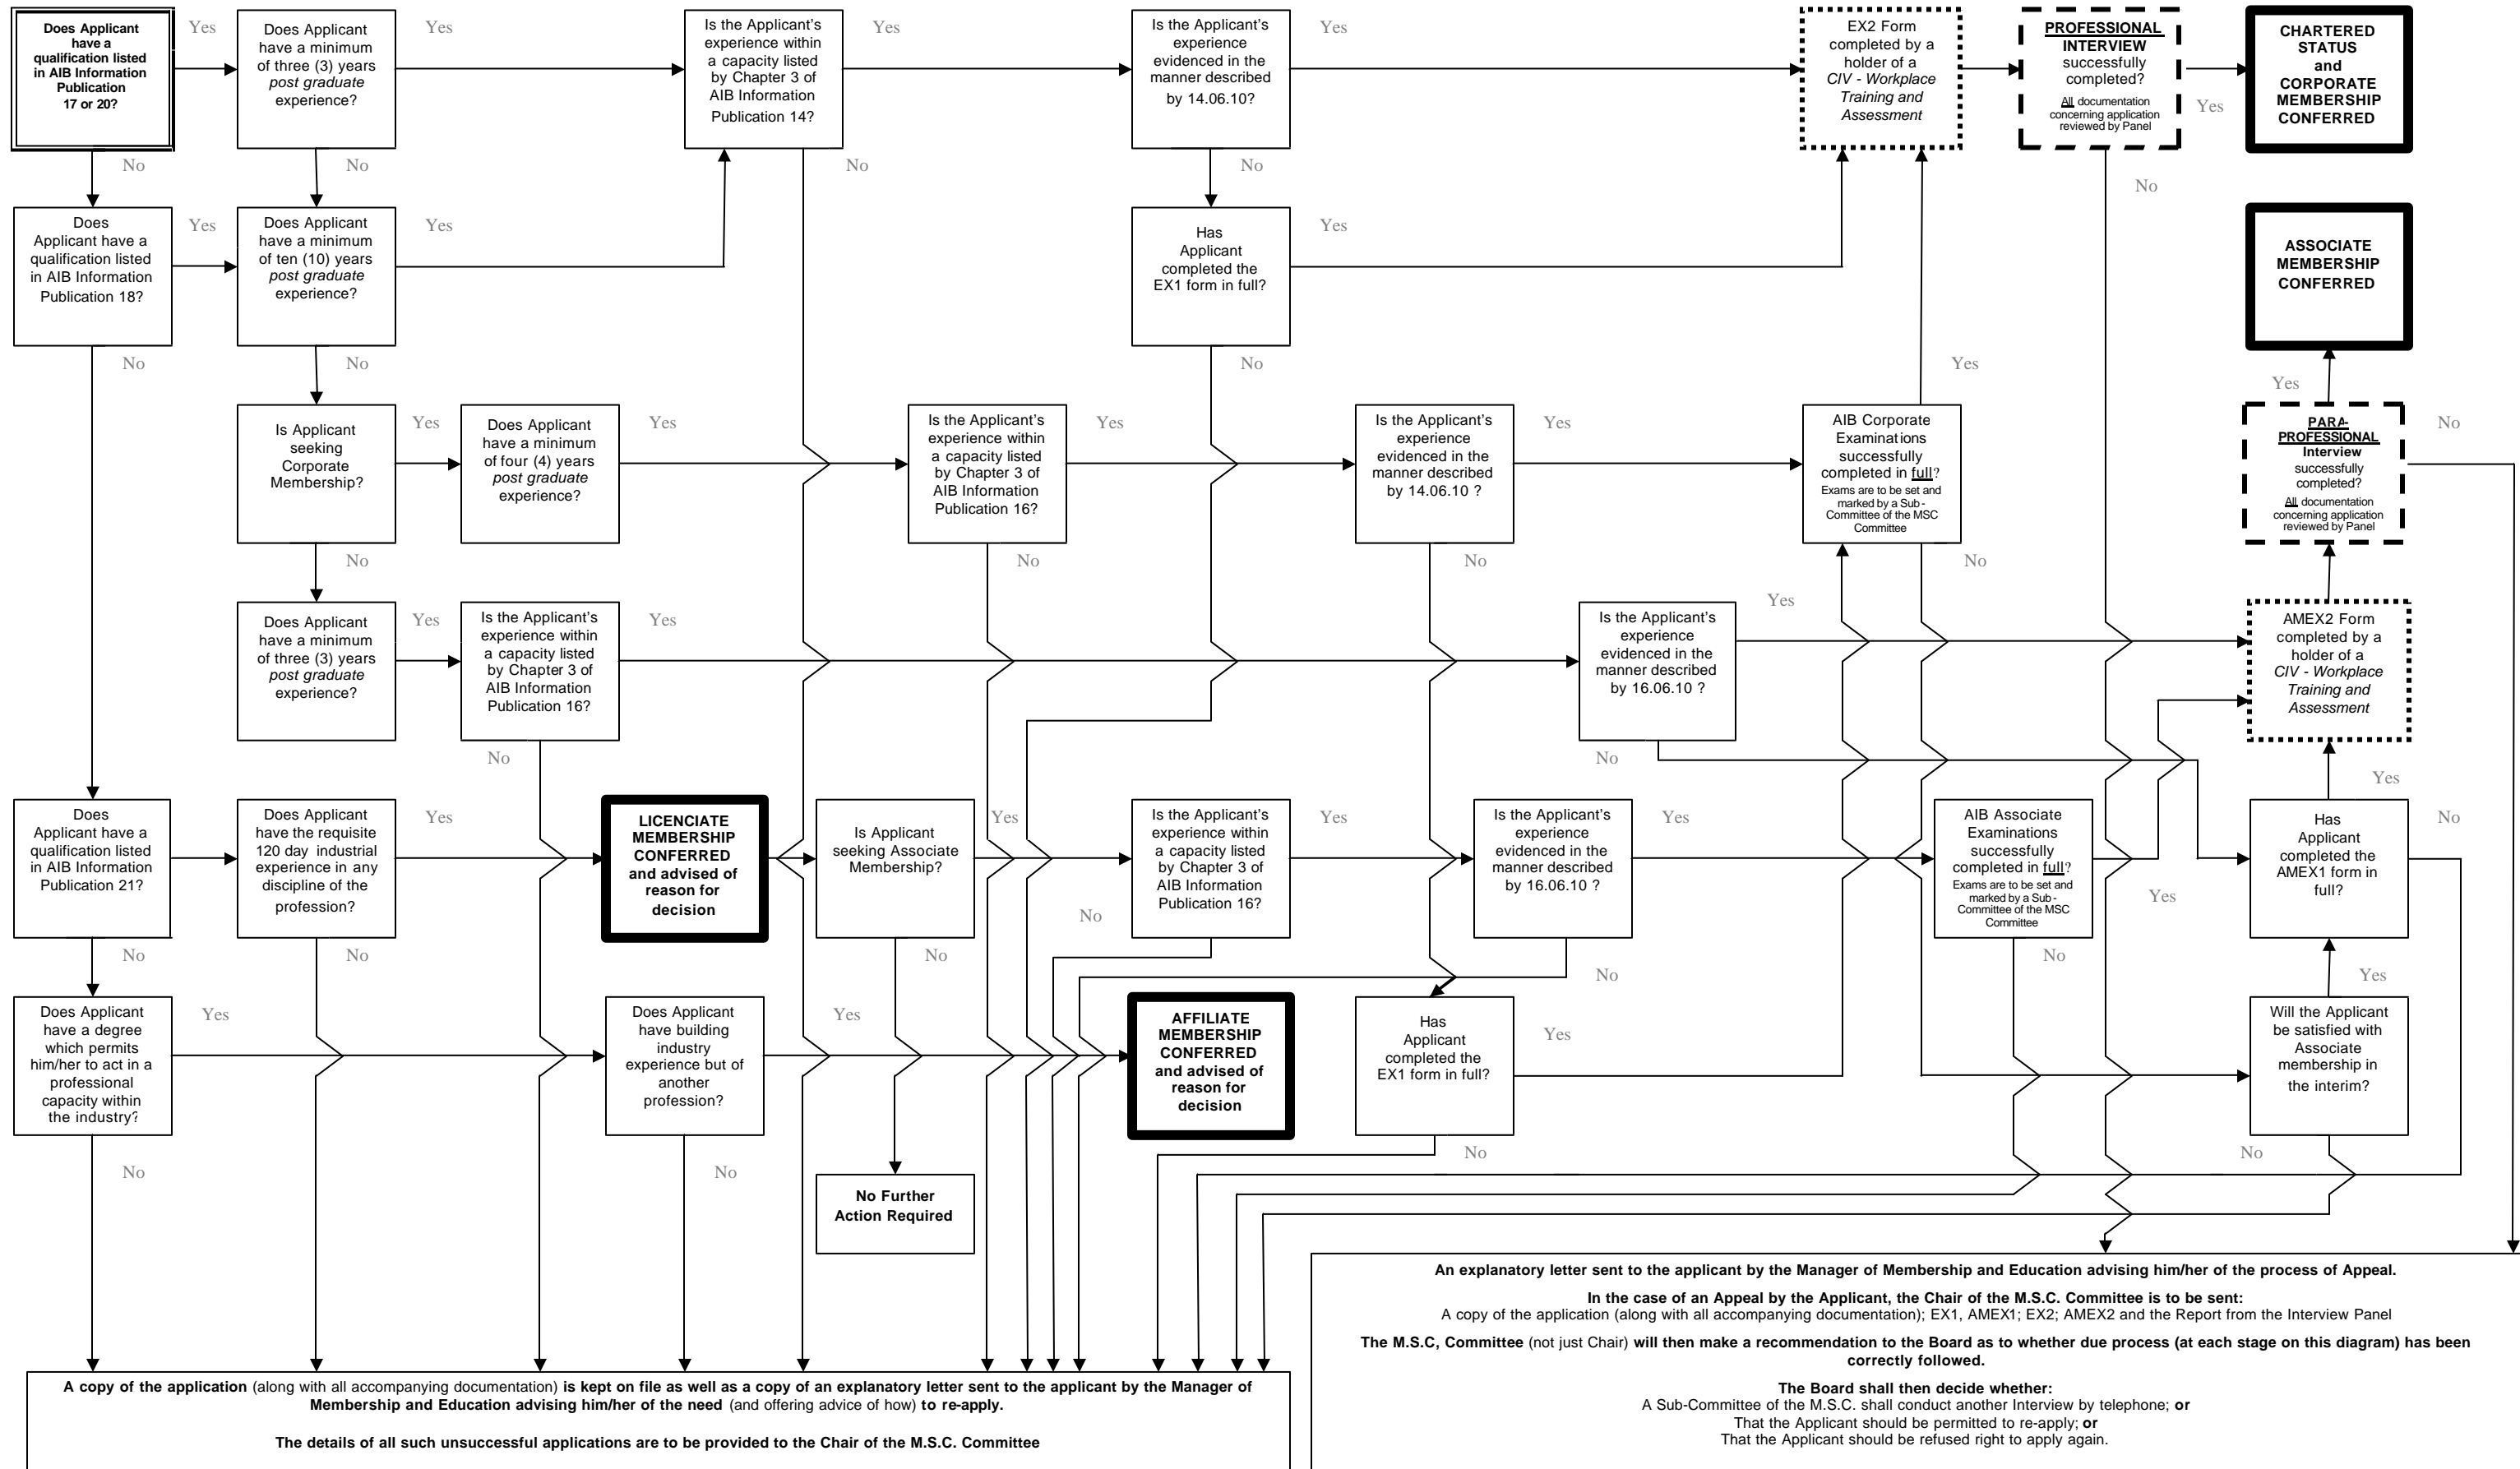 Does Applicant
have a
qualification listed
in AIB Information
Publication
17 or 20?
Yes
Does Applicant
have a minimum
of three (3) years
post graduate
experience?
Yes
Is the Applicant's
experience within
a capacity listed
by Chapter 3 of
AIB Information
Publication 14?
Yes
Is the Applicant's
experience
evidenced in the
manner described
by 14.06.10?
Yes
EX2 Form
completed by a
holder of a
CIV - Workplace
Training and
Assessment
PROFESSIONAL
INTERVIEW
successfully
completed?
All documentation
concerning application
reviewed by Panel
Yes
CHARTERED
STATUS
and
CORPORATE
MEMBERSHIP
CONFERRED
No
No
No
No
No
Does
Applicant have a
qualification listed
in AIB Information
Publication 18?
Yes
Does Applicant
have a minimum
of ten (10) years
post graduate
experience?
Yes
Has
Applicant
completed the
EX1 form in full?
Yes
ASSOCIATE
MEMBERSHIP
CONFERRED
No
No
No
Yes
Yes
Is Applicant
seeking
Corporate
Membership?
Yes
Does Applicant
have a minimum
of four (4) years
post graduate
experience?
Yes
Is the Applicant's
experience within
a capacity listed
by Chapter 3 of
AIB Information
Publication 16?
Yes
Is the Applicant's
experience
evidenced in the
manner described
by 14.06.10 ?
Yes
AIB Corporate
Examinations
successfully
completed in full?
Exams are to be set and
marked by a Sub -
Committee of the MSC
Committee
PARA-
PROFESSIONAL
Interview
successfully
completed?
All documentation
concerning application
reviewed by Panel
No
No
No
No
No
Does Applicant
have a minimum
of three (3) years
post graduate
experience?
Yes
Is the Applicant's
experience within
a capacity listed
by Chapter 3 of
AIB Information
Publication 16?
Yes
Is the Applicant's
experience
evidenced in the
manner described
by 16.06.10 ?
Yes
AMEX2 Form
completed by a
holder of a
CIV - Workplace
Training and
Assessment
No
No
Yes
Does
Applicant have a
qualification listed
in AIB Information
Publication 21?
Does Applicant
have the requisite
120 day industrial
experience in any
discipline of the
profession?
Yes
LICENCIATE
MEMBERSHIP
CONFERRED
and advised of
reason for
decision
Is Applicant
seeking Associate
Membership?
Yes
Is the Applicant's
experience within
a capacity listed
by Chapter 3 of
AIB Information
Publication 16?
Yes
No
Is the Applicant's
experience
evidenced in the
manner described
by 16.06.10 ?
Yes
AIB Associate
Examinations
successfully
completed in full?
Exams are to be set and
marked by a Sub -
Committee of the MSC
Committee
Yes
Has
Applicant
completed the
AMEX1 form in
full?
No
No
No
No
No
No
Yes
Does Applicant
have a degree
which permits
him/her to act in a
professional
capacity within
the industry?
Yes
Does Applicant
have building
industry
experience but of
another
profession?
Yes
AFFILIATE
MEMBERSHIP
CONFERRED
and advised of
reason for
decision
Has
Applicant
completed the
EX1 form in full?
Yes
Will the Applicant
be satisfied with
Associate
membership in
the interim?
No
No
No
No
No Further
Action Required
An explanatory letter sent to the applicant by the Manager of Membership and Education advising him/her of the process of Appeal.
In the case of an Appeal by the Applicant, the Chair of the M.S.C. Committee is to be sent:
A copy of the application (along with all accompanying documentation); EX1, AMEX1; EX2; AMEX2 and the Report from the Interview Panel
The M.S.C, Committee (not just Chair) will then make a recommendation to the Board as to whether due process (at each stage on this diagram) has been
correctly followed.
The Board shall then decide whether:
A Sub-Committee of the M.S.C. shall conduct another Interview by telephone; or
That the Applicant should be permitted to re-apply; or
That the Applicant should be refused right to apply again.
A copy of the application (along with all accompanying documentation) is kept on file as well as a copy of an explanatory letter sent to the applicant by the Manager of
Membership and Education advising him/her of the need (and offering advice of how) to re-apply.
The details of all such unsuccessful applications are to be provided to the Chair of the M.S.C. Committee